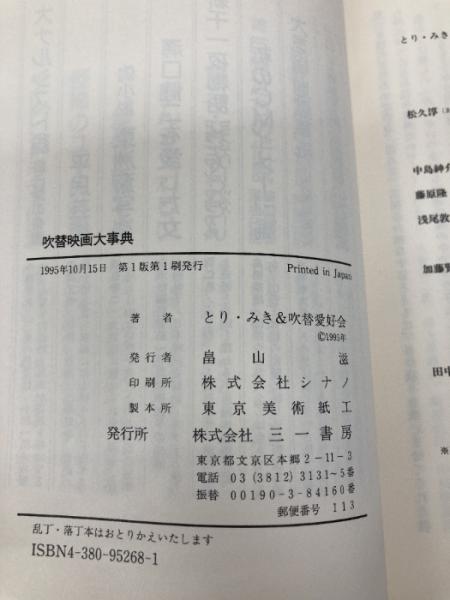 吹替映画大事典
1995年10月15日 第1版第1刷発行 Printed in Japan
著者 とり・みき&吹替愛好会
©1995年
発行者 畠山滋
印刷所 株式会社シナノ
製本所 東京美術紙工
発行所 株式会社三一書房
東京都文京区本郷2-11-3
電話 03(3812)3131~5番
振替 00190-3-84160番
郵便番号 113
乱丁・落丁本はおとりかえいたします
ISBN4-380-95268-1
とり・みき
松久淳
中島紳介
藤原隆
浅尾敦
加藤賢
田中
※